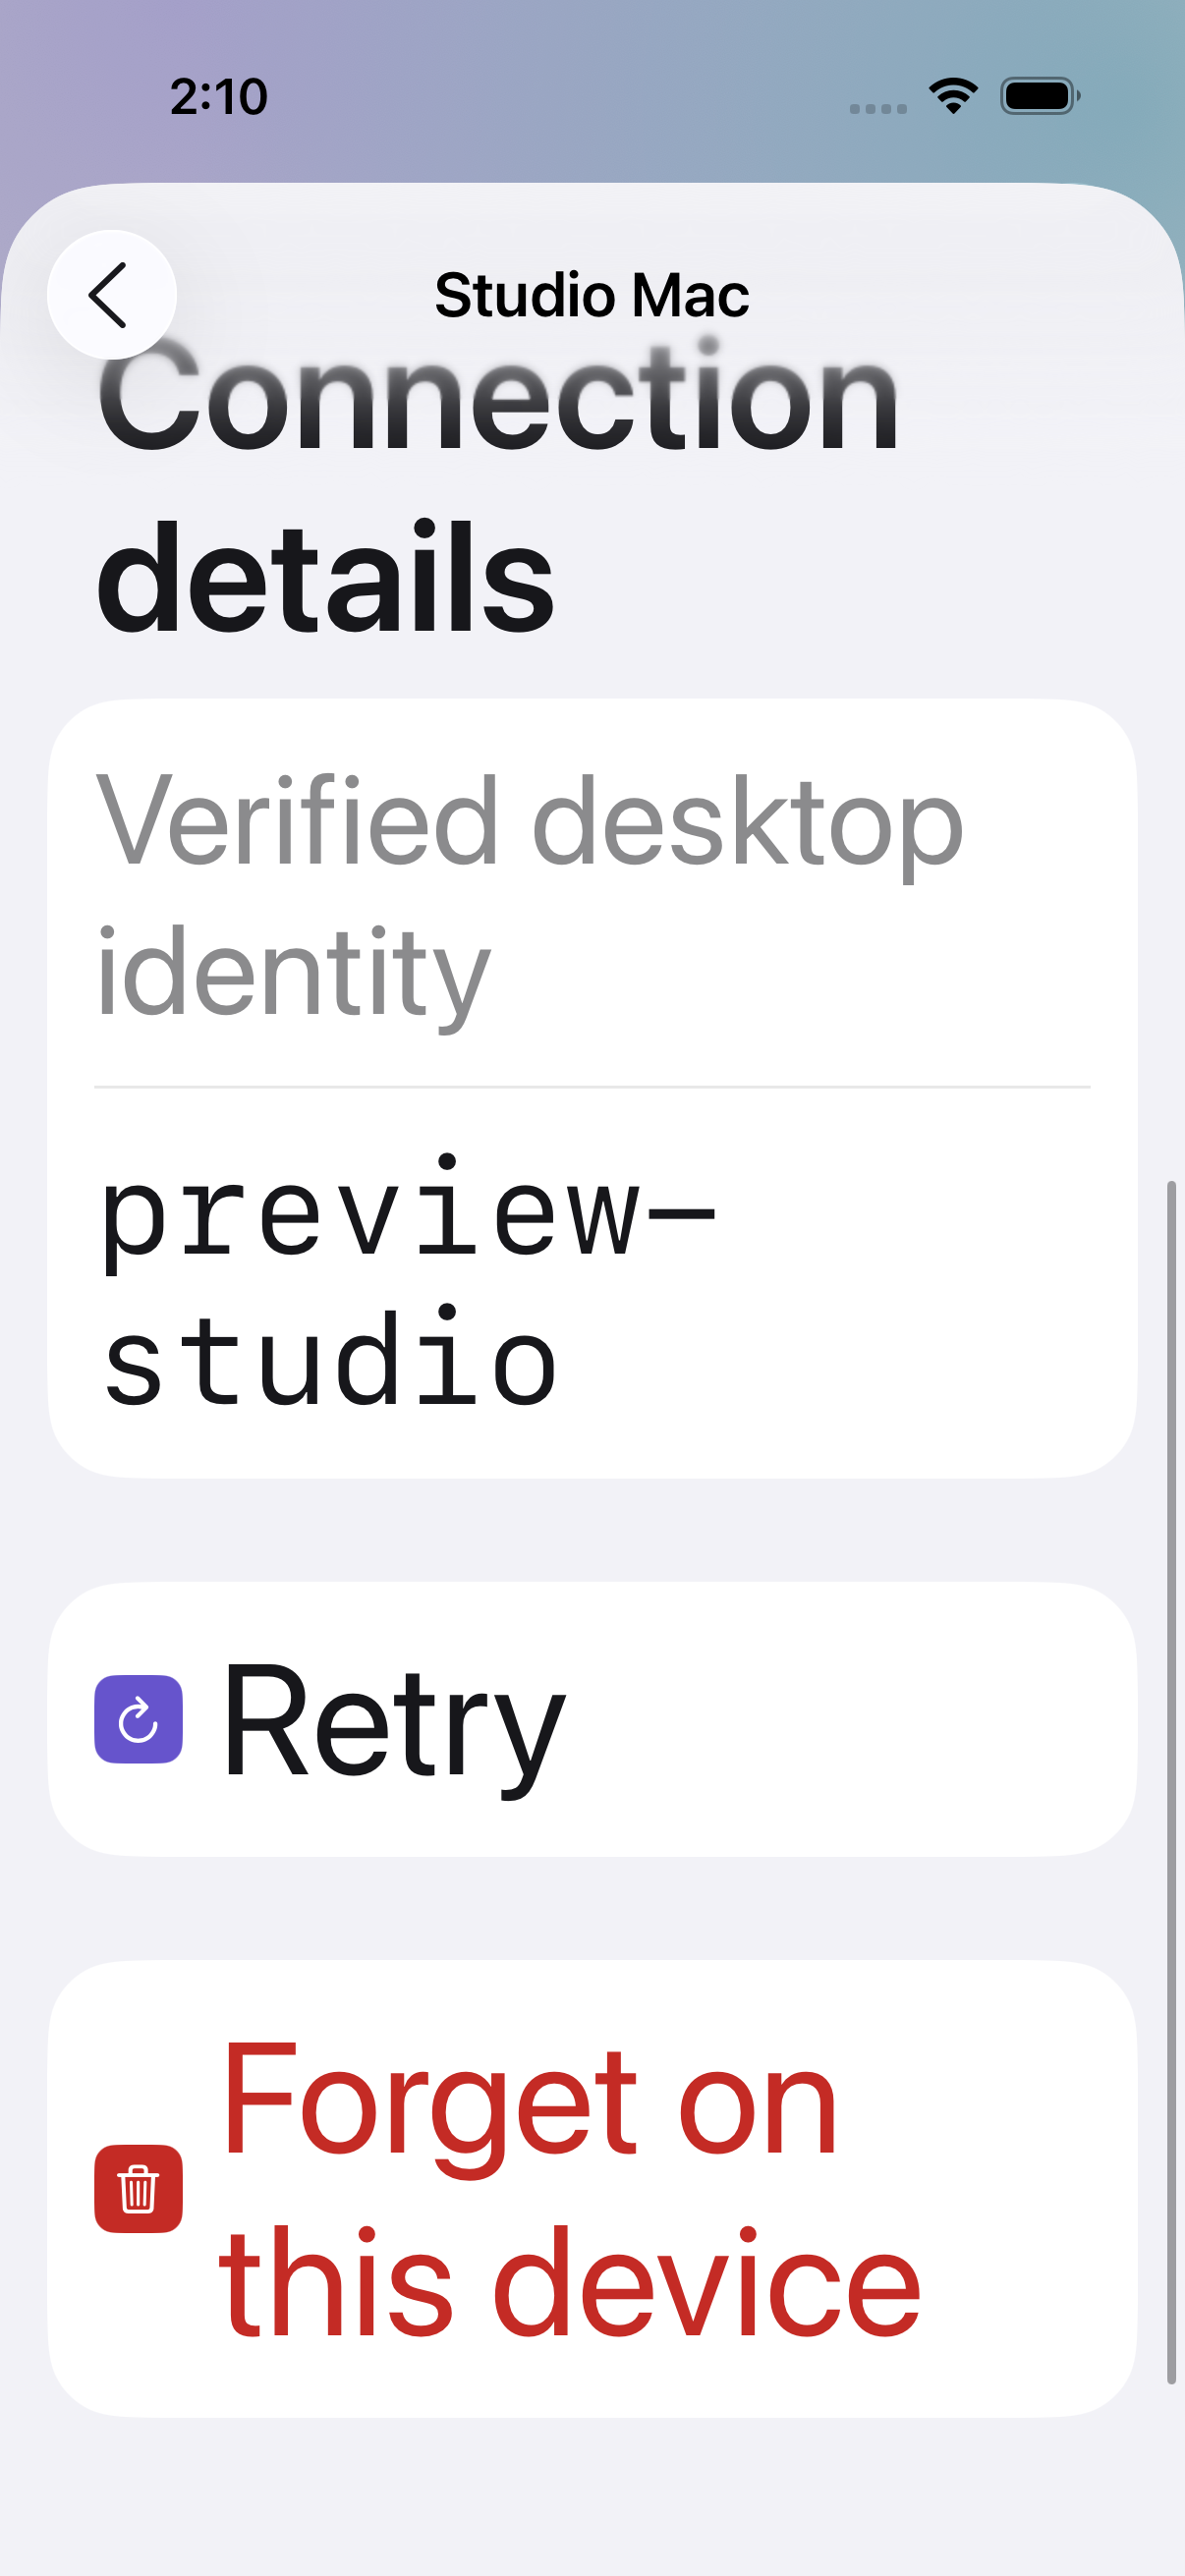 2:10
Studio Mac
Connection
details
Verified desktop
identity
preview-
studio
Retry
Forget on
this device